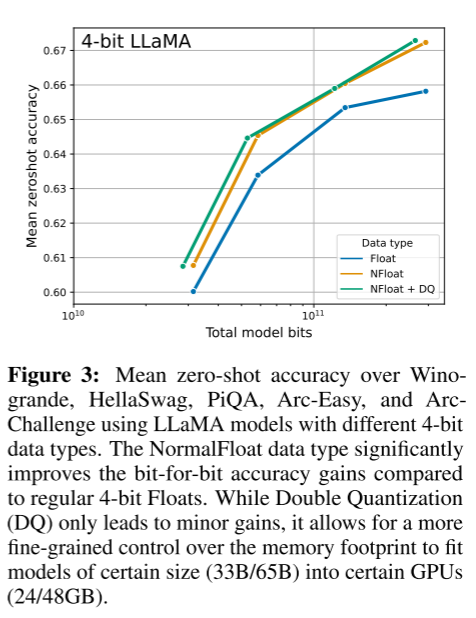 4-bit LLaMA
Mean zeroshot accuracy
0.67
0.66
0.65
0.64
0.63
0.62
0.61
0.60
Data type
Float
NFloat
NFloat + DQ
10¹⁰
10¹¹
Total model bits
Figure 3: Mean zero-shot accuracy over Wino-
grande, HellaSwag, PiQA, Arc-Easy, and Arc-
Challenge using LLaMA models with different 4-bit
data types. The NormalFloat data type significantly
improves the bit-for-bit accuracy gains compared
to regular 4-bit Floats. While Double Quantization
(DQ) only leads to minor gains, it allows for a more
fine-grained control over the memory footprint to fit
models of certain size (33B/65B) into certain GPUs
(24/48GB).